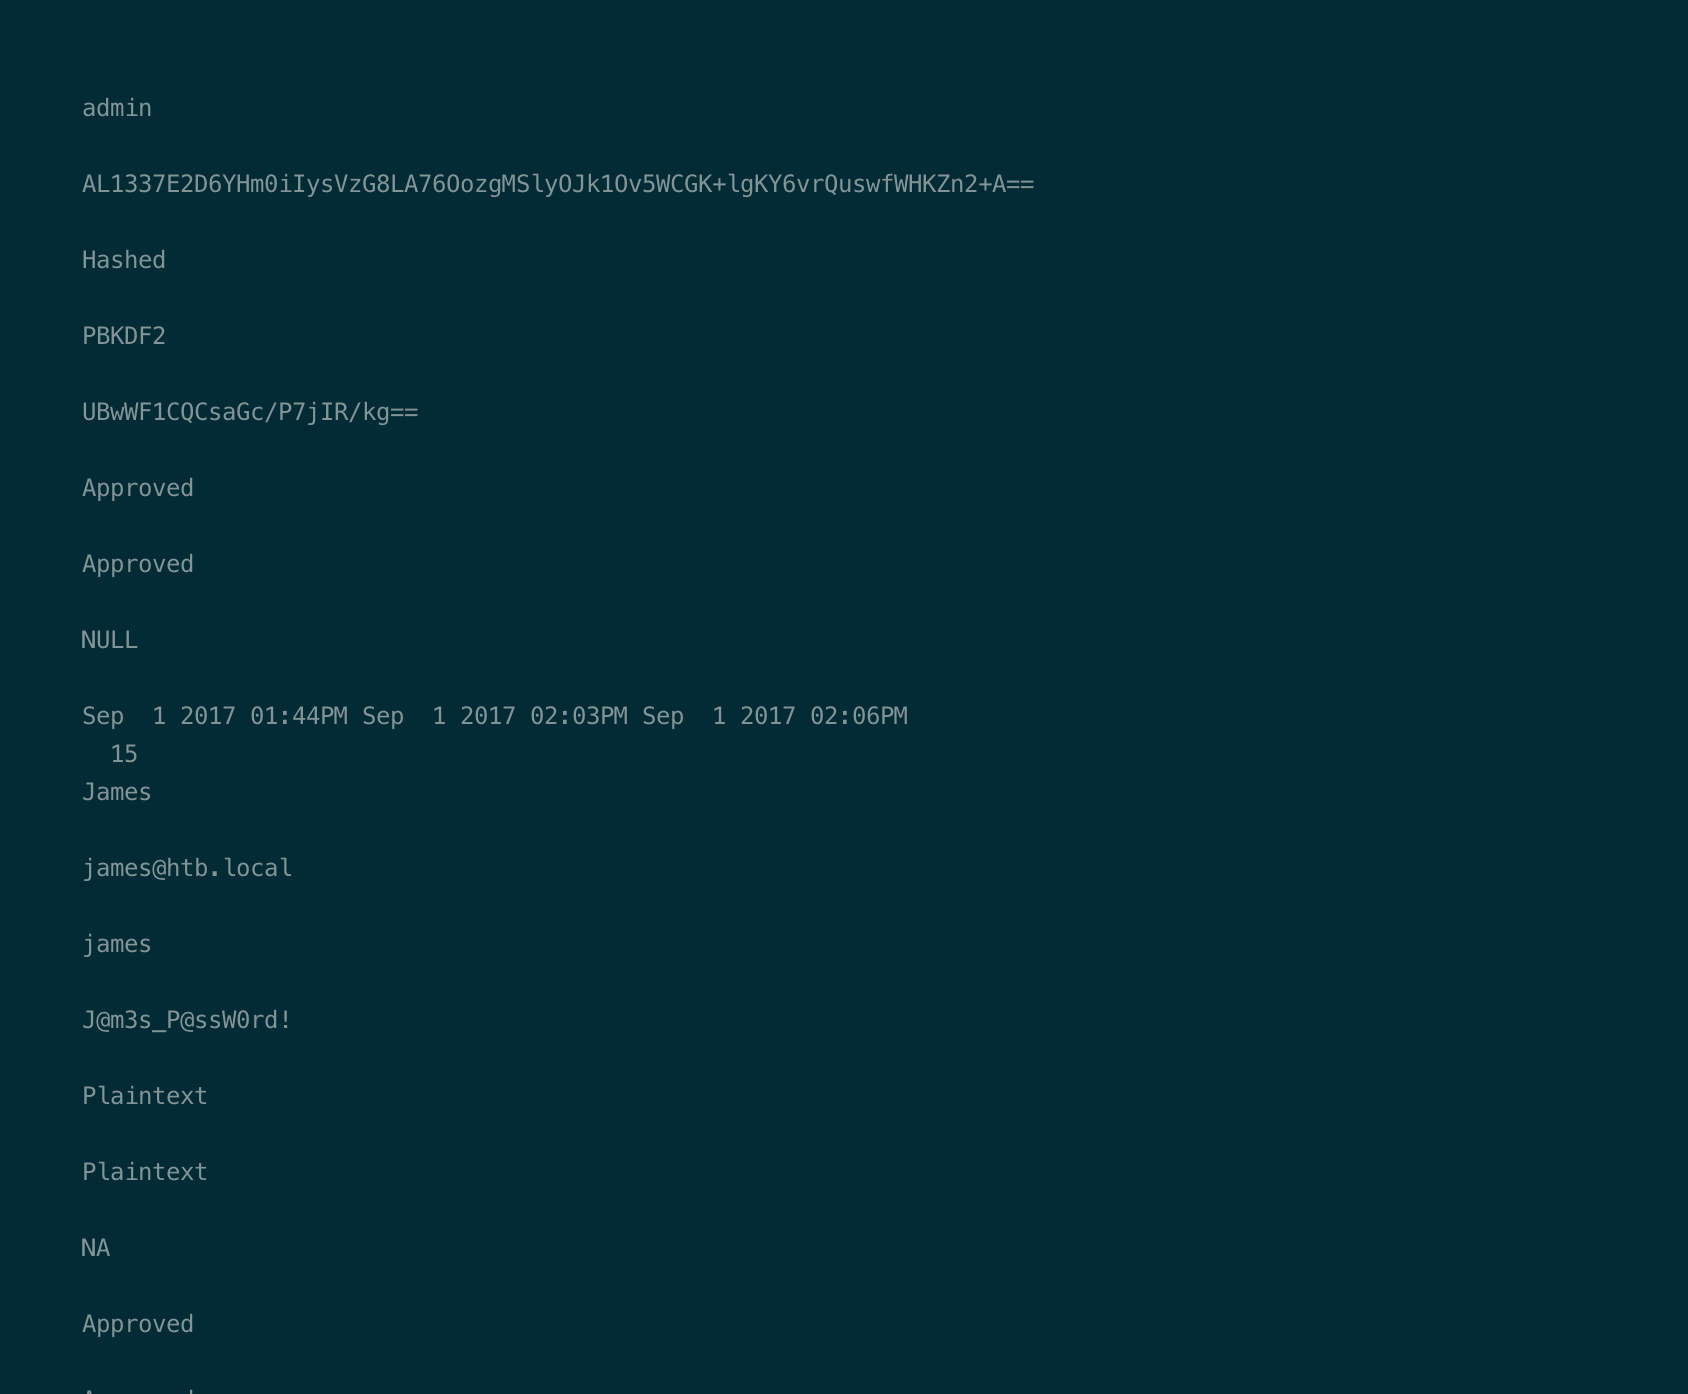 admin
AL1337E2D6YHm0iIysVzG8LA76OozgMSlyOJk1Ov5WCGK+lgKY6vrQuswfWHKZn2+A==
Hashed
PBKDF2
UBwWF1CQCsaGc/P7jIR/kg==
Approved
Approved
NULL
Sep  1 2017 01:44PM Sep  1 2017 02:03PM Sep  1 2017 02:06PM
  15
James
james@htb.local
james
J@m3s_P@ssW0rd!
Plaintext
Plaintext
NA
Approved